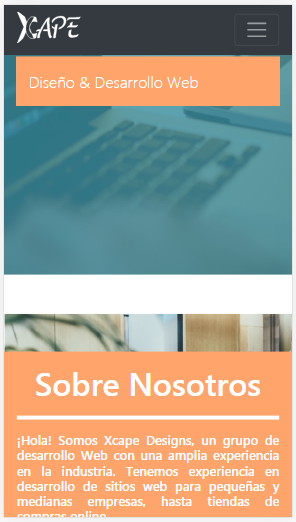 XCAPE
Diseño & Desarrollo Web
Sobre Nosotros
¡Hola! Somos Xcape Designs, un grupo de
desarrollo Web con una amplia experiencia
en la industria. Tenemos experiencia en
desarrollo de sitios web para pequeñas y
medianas empresas, hasta tiendas de
compras online